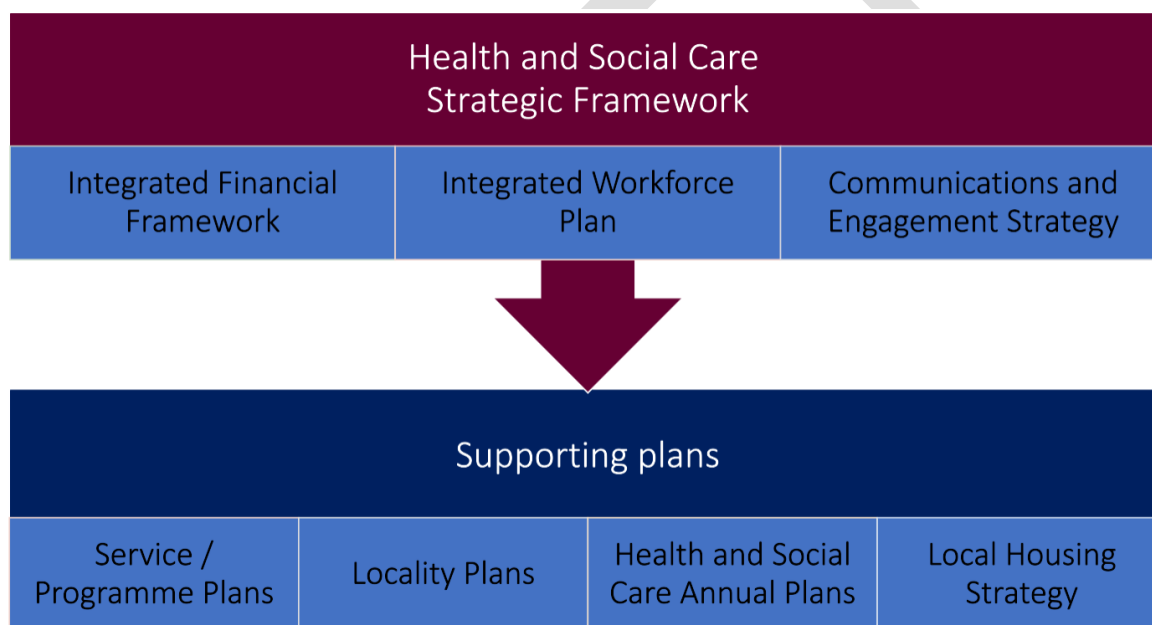 Health and Social Care
Strategic Framework
Integrated Financial
Framework
Integrated Workforce
Plan
Communications and
Engagement Strategy
Supporting plans
Service /
Programme Plans
Locality Plans
Health and Social
Care Annual Plans
Local Housing
Strategy